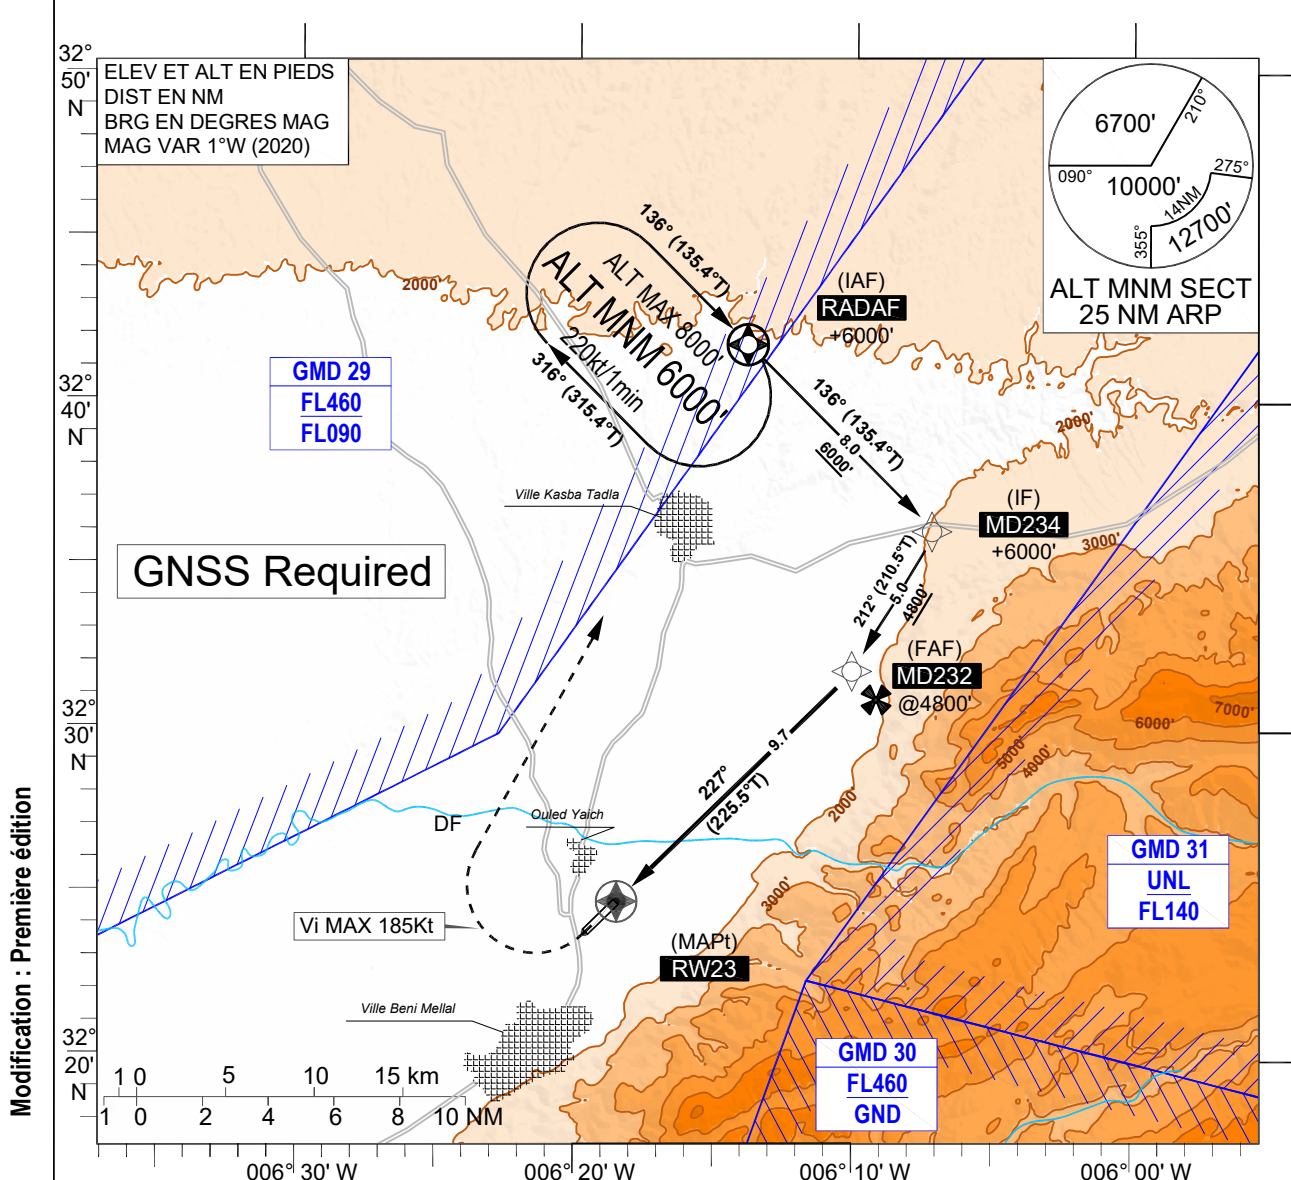 32°
50'
N
ELEV ET ALT EN PIEDS
DIST EN NM
BRG EN DEGRES MAG
MAG VAR 1°W (2020)
6700'
210°
090°
10000'
275°
14NM
12700'
355°
ALT MNM SECT
25 NM ARP
136° (135.4°T)
2000'
ALT MAX 8000'
ALT MNM 6000'
220kt/1min
316° (315.4°T)
(IAF)
RADAF
+6000'
GMD 29
FL460
FL090
32°
40'
N
136° (135.4°T)
8.0
6000'
2000'
Ville Kasba Tadla
(IF)
MD234
+6000'
3000'
GNSS Required
212° (210.5°T)
5.0
4800'
(FAF)
MD232
@4800'
32°
30'
N
7000'
6000'
5000'
4000'
9.7
227°
(225.5°T)
2000'
DF
Ouled Yaich
GMD 31
UNL
FL140
3000'
Vi MAX 185Kt
(MAPt)
RW23
Ville Beni Mellal
32°
20'
N
GMD 30
FL460
GND
1 0 5 10 15 km
1 0 2 4 6 8 10 NM
006° 30' W
006° 20' W
006° 10' W
006° 00' W
Modification : Première édition